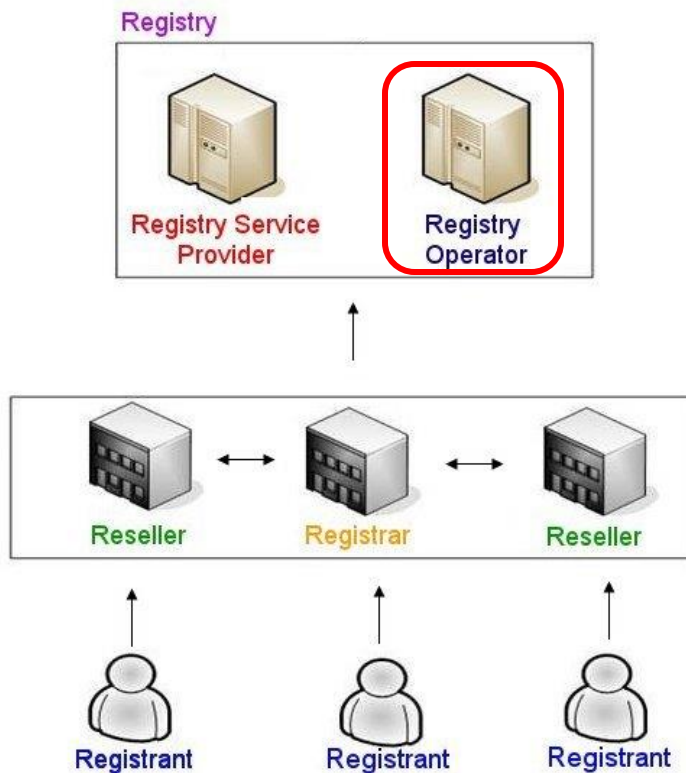 Registry
Registry Service
Provider
Registry
Operator
Reseller
Registrar
Reseller
Registrant
Registrant
Registrant